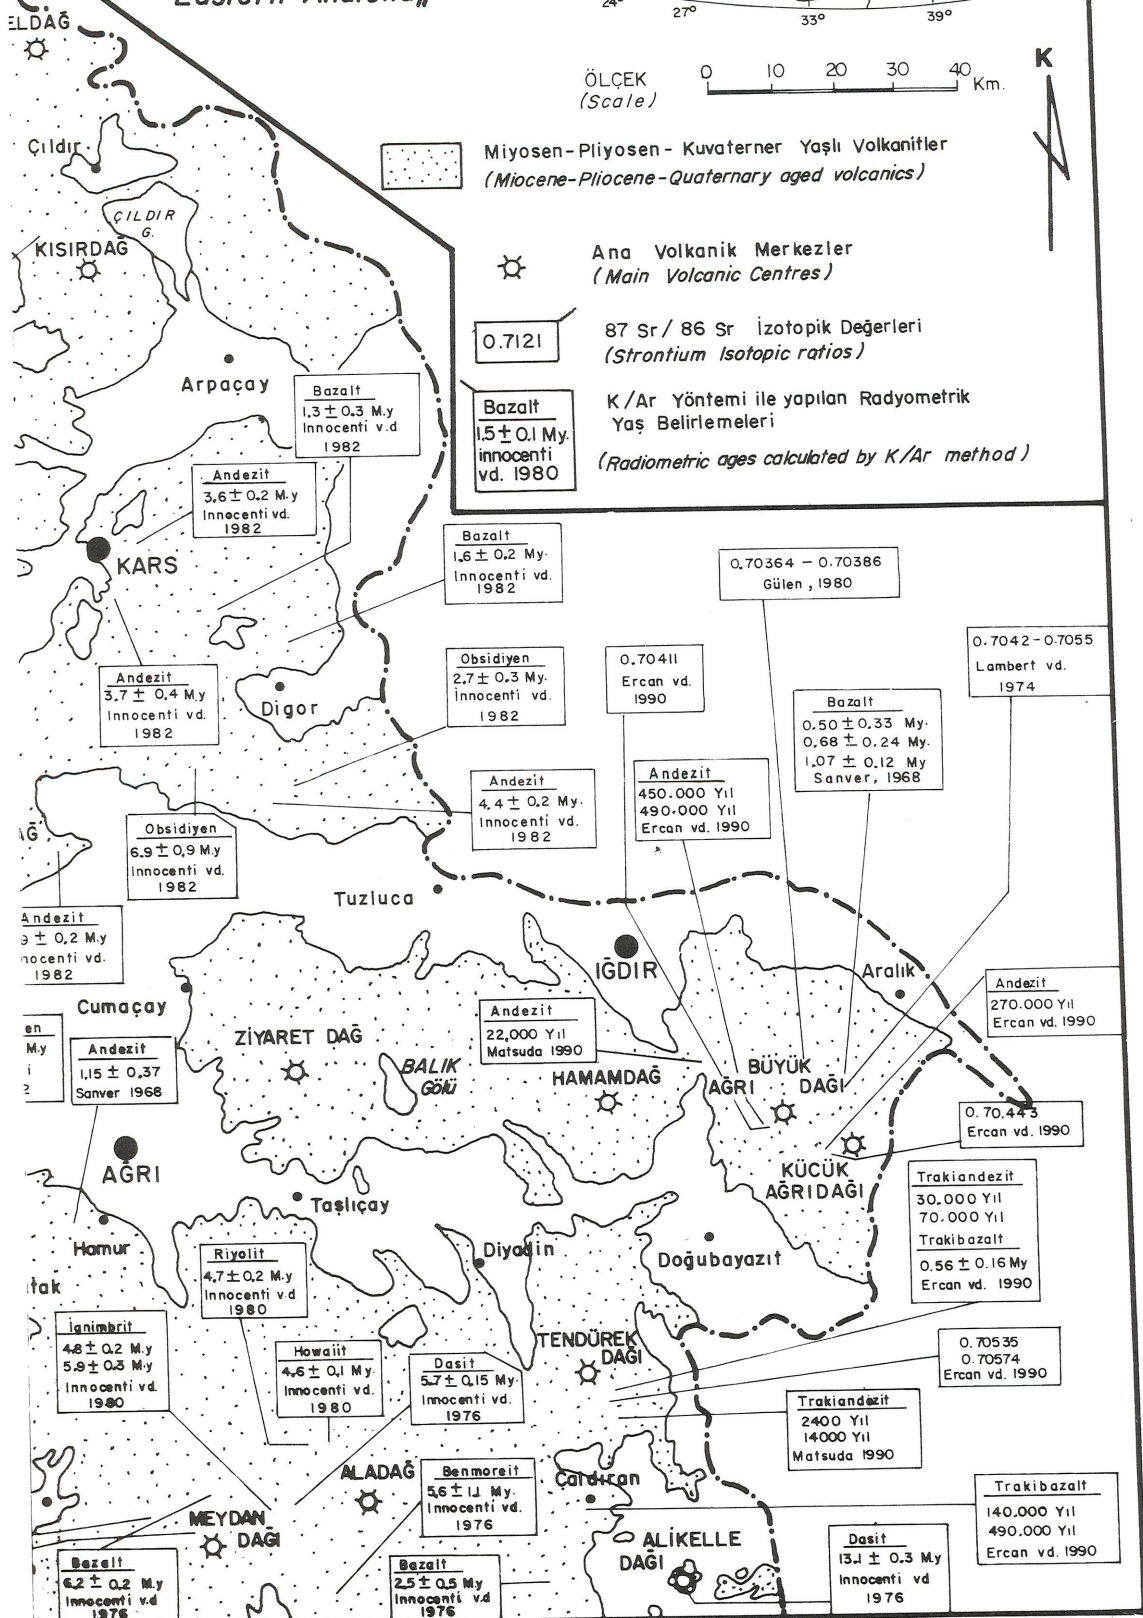 24°
27°
33°
39°
ELDAĞ
K
ÖLÇEK
(Scale)
0 10 20 30 40 Km.
Miyosen-Pliyosen- Kuvaterner Yaşlı Volkanitler
(Miocene-Pliocene-Quaternary aged volcanics)
Ana Volkanik Merkezler
(Main Volcanic Centres)
0.7121
87 Sr/ 86 Sr İzotopik Değerleri
(Strontium Isotopic ratios)
Bazalt
1.5 ± 0.1 My.
innocenti
vd. 1980
K/Ar Yöntemi ile yapılan Radyometrik
Yaş Belirlemeleri
(Radiometric ages calculated by K/Ar method)
Çıldır
ÇILDIR
G.
KISIRDAĞ
Arpaçay
Bazalt
1.3 ± 0.3 M.y
Innocenti v.d
1982
Andezit
3.6 ± 0.2 M.y
Innocenti vd.
1982
KARS
Bazalt
1.6 ± 0.2 My.
Innocenti vd.
1982
0.70364 – 0.70386
Gülen, 1980
0.7042-0.7055
Lambert vd.
1974
Andezit
3.7 ± 0.4 M.y
Innocenti vd.
1982
Digor
Obsidiyen
2.7 ± 0.3 My.
İnnocenti vd.
1982
0.70411
Ercan vd.
1990
Bazalt
0.50 ± 0.33 My.
0.68 ± 0.24 My.
1.07 ± 0.12 My
Sanver, 1968
Andezit
4.4 ± 0.2 My.
Innocenti vd.
1982
Andezit
450.000 Yıl
490.000 Yıl
Ercan vd. 1990
AĞ
Obsidiyen
6.9 ± 0,9 M.y
Innocenti vd.
1982
Tuzluca
Andezit
9 ± 0,2 M.y
nocenti vd.
1982
IĞDIR
Aralık
Andezit
270.000 Yıl
Ercan vd. 1990
Cumaçay
en
M.y
i
2
Andezit
1,15 ± 0,37
Sanver 1968
ZİYARET DAĞ
BALIK
Gölü
Andezit
22,000 Yıl
Matsuda 1990
HAMAMDAĞ
BÜYÜK
AĞRI DAĞI
0.70,443
Ercan vd. 1990
AĞRI
KÜCÜK
AĞRIDAĞI
Trakiandezit
30.000 Yıl
70.000 Yıl
Trakibazalt
0.56 ± 0.16 My
Ercan vd. 1990
Taşlıçay
Hamur
Diyadin
Doğubayazıt
Riyolit
4.7 ± 0.2 M.y
Innocenti v.d
1980
tak
İgnimbrit
4.8 ± 0.2 M.y
5.9 ± 0.3 M.y
Innocenti vd.
1980
Howaiit
4.6 ± 0.1 My.
Innocenti vd.
1980
Dasit
5.7 ± 0,15 My.
Innocenti vd.
1976
TENDÜREK
DAĞI
0.70535
0.70574
Ercan vd. 1990
Trakiandezit
2400 Yıl
14000 Yıl
Matsuda 1990
ALADAĞ
Benmoreit
5,6 ± 1.1 My.
Innocenti vd.
1976
Çaldıran
Trakibazalt
140.000 Yıl
490.000 Yıl
Ercan vd. 1990
MEYDAN
DAĞI
ALİKELLE
DAĞI
Dasit
13.1 ± 0.3 M.y
Innocenti vd
1976
Bazalt
6.2 ± 0.2 M.y
Innocenti v.d
1976
Bazalt
2.5 ± 0.5 M.y
Innocenti v.d
1976